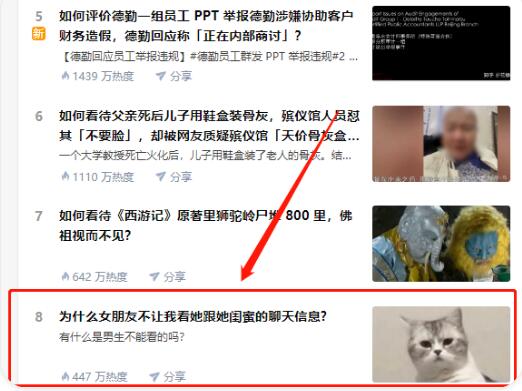 5
新
如何评价德勤一组员工 PPT 举报德勤涉嫌协助客户
财务造假，德勤回应称「正在内部商讨」？
【德勤回应员工举报违规】#德勤员工群发 PPT 举报违规#2 ...
1439 万热度 分享
6
如何看待父亲死后儿子用鞋盒装骨灰，殡仪馆人员怼
其「不要脸」，却被网友质疑殡仪馆「天价骨灰盒...
一个大学教授死亡火化后，儿子用鞋盒装了老人的骨灰。结...
1110 万热度 分享
7
如何看待《西游记》原著里狮驼岭尸堆 800 里，佛
祖视而不见？
642 万热度 分享
8
为什么女朋友不让我看她跟她闺蜜的聊天信息？
有什么是男生不能看的吗？
447 万热度 分享